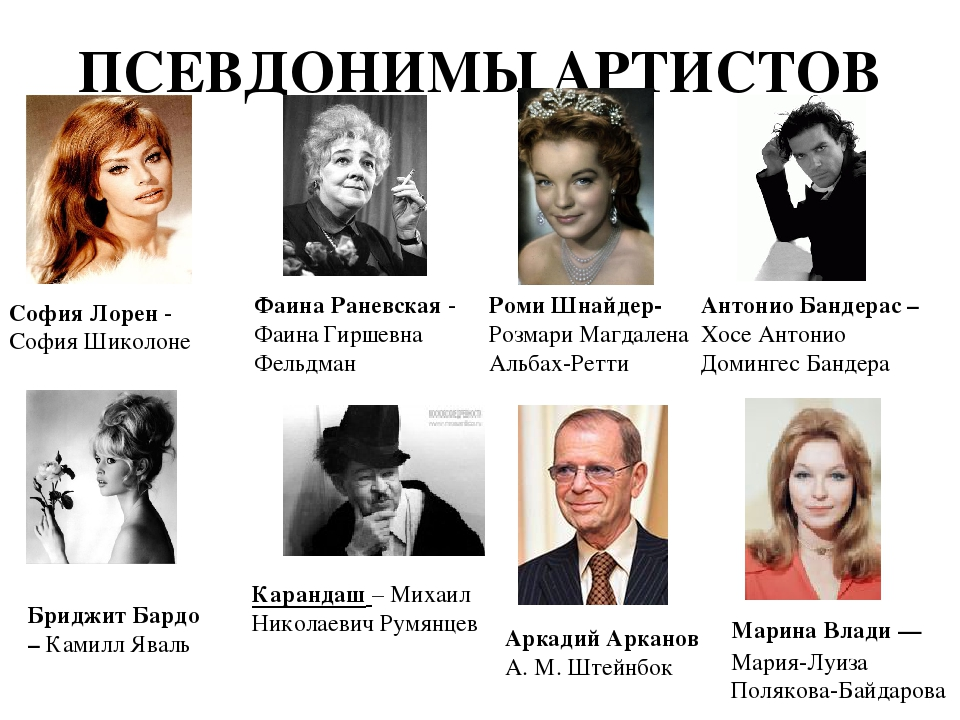 ПСЕВДОНИМЫ АРТИСТОВ
София Лорен -
София Шиколоне
Фаина Раневская -
Фаина Гиршевна
Фельдман
Роми Шнайдер-
Розмари Магдалена
Альбах-Ретти
Антонио Бандерас –
Хосе Антонио
Домингес Бандера
Бриджит Бардо
– Камилл Яваль
Карандаш – Михаил
Николаевич Румянцев
Аркадий Арканов
А. М. Штейнбок
Марина Влади —
Мария-Луиза
Полякова-Байдарова